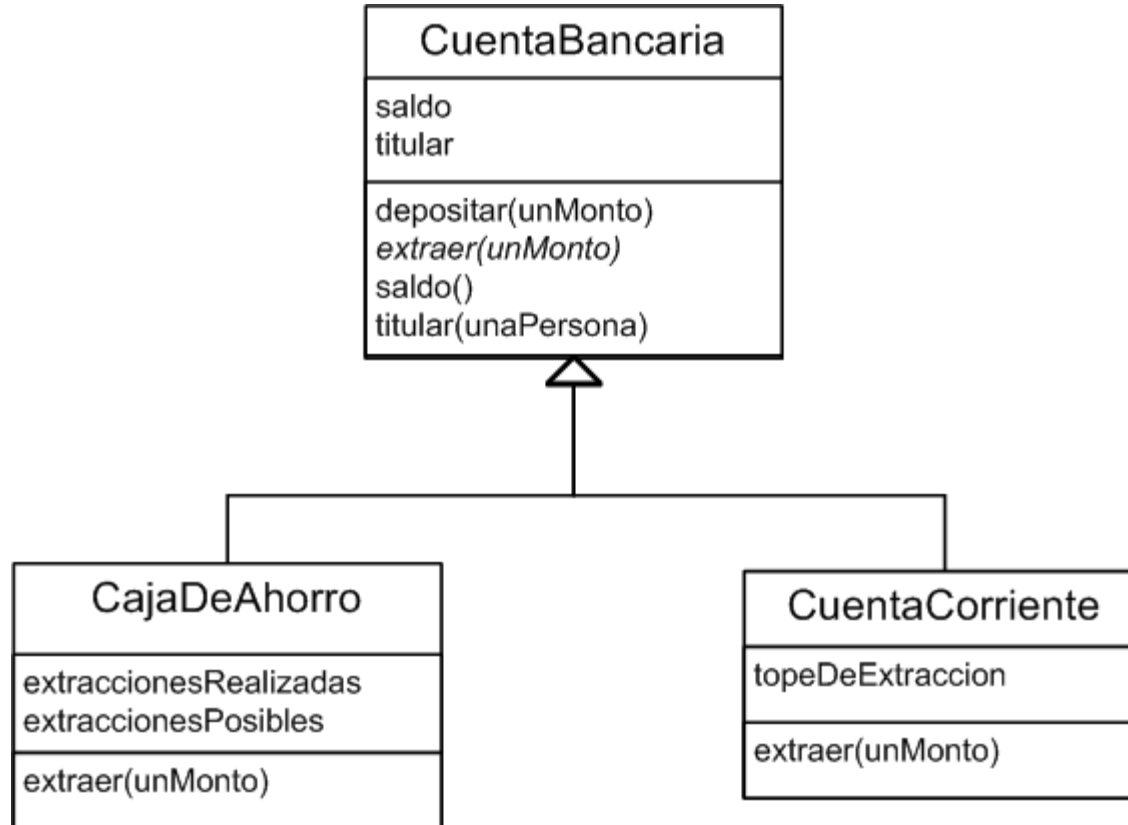 CuentaBancaria
saldo
titular
depositar(unMonto)
extraer(unMonto)
saldo()
titular(unaPersona)
CajaDeAhorro
extraccionesRealizadas
extraccionesPosibles
extraer(unMonto)
CuentaCorriente
topeDeExtraccion
extraer(unMonto)